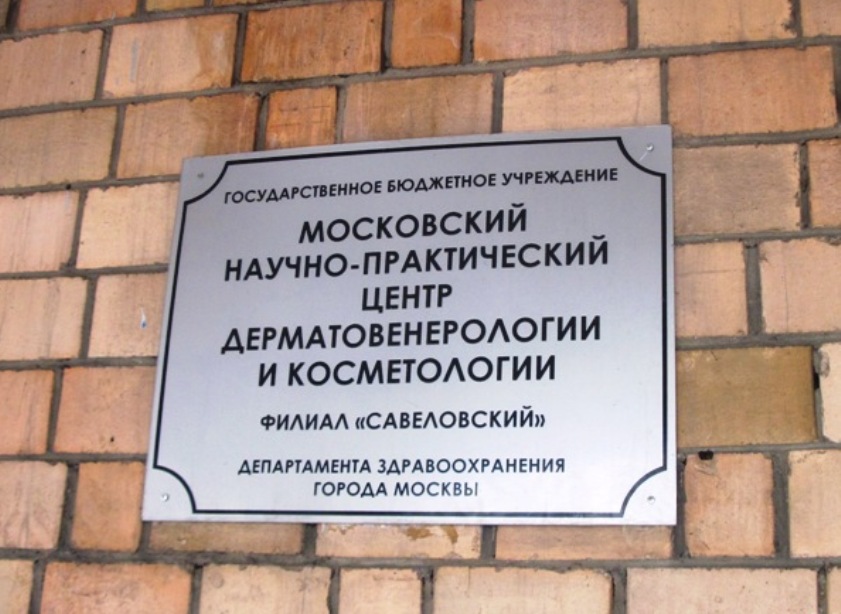 ГОСУДАРСТВЕННОЕ БЮДЖЕТНОЕ УЧРЕЖДЕНИЕ
МОСКОВСКИЙ
НАУЧНО-ПРАКТИЧЕСКИЙ
ЦЕНТР
ДЕРМАТОВЕНЕРОЛОГИИ
И КОСМЕТОЛОГИИ
ФИЛИАЛ «САВЕЛОВСКИЙ»
ДЕПАРТАМЕНТА ЗДРАВООХРАНЕНИЯ
ГОРОДА МОСКВЫ